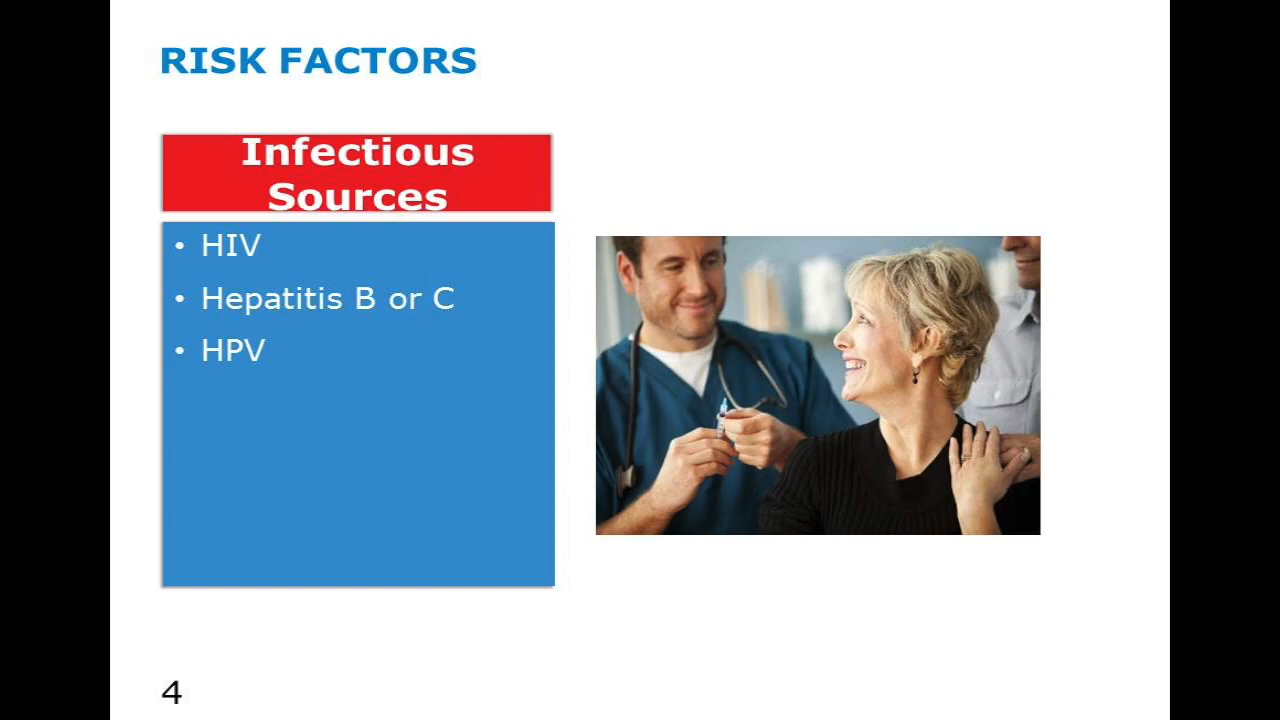 RISK FACTORS
Infectious
Sources
• HIV
• Hepatitis B or C
• HPV
4